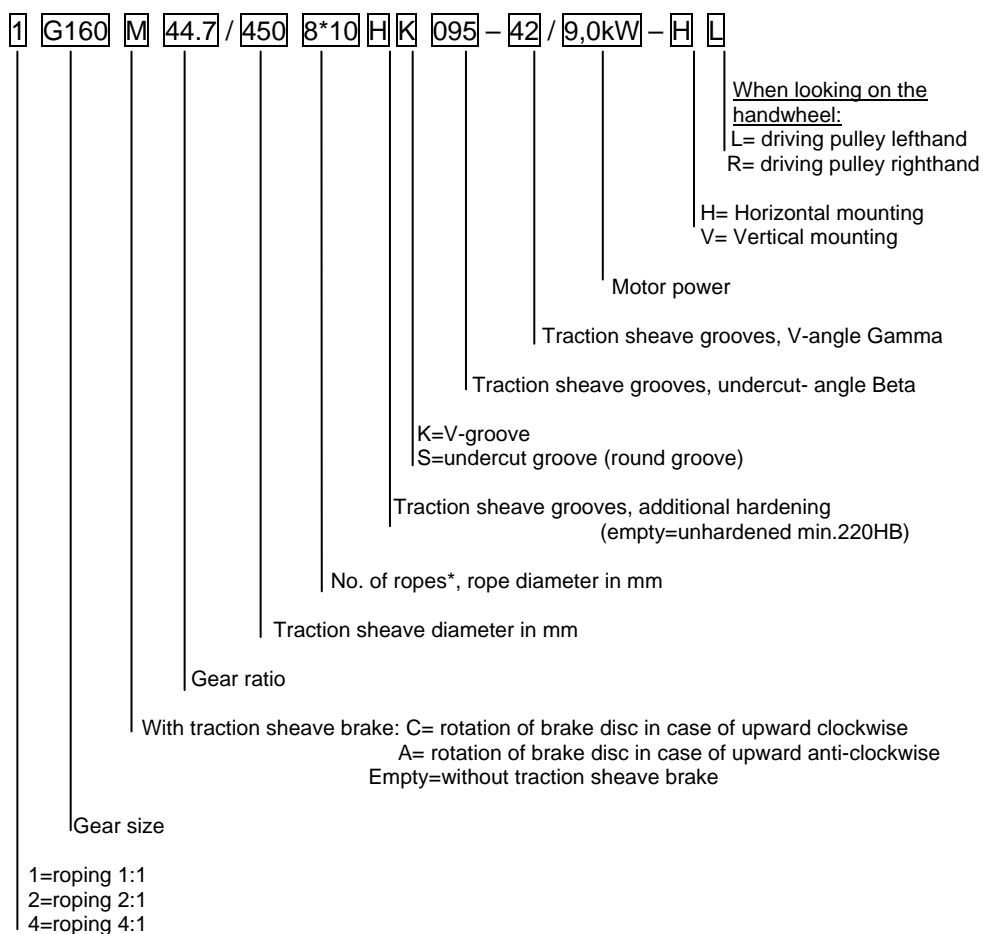 1 G160 M 44.7 / 450 8*10 H K 095 – 42 / 9,0kW – H L
When looking on the
handwheel:
L= driving pulley lefthand
R= driving pulley righthand
H= Horizontal mounting
V= Vertical mounting
Motor power
Traction sheave grooves, V-angle Gamma
Traction sheave grooves, undercut- angle Beta
K=V-groove
S=undercut groove (round groove)
Traction sheave grooves, additional hardening
(empty=unhardened min.220HB)
No. of ropes*, rope diameter in mm
Traction sheave diameter in mm
Gear ratio
With traction sheave brake: C= rotation of brake disc in case of upward clockwise
A= rotation of brake disc in case of upward anti-clockwise
Empty=without traction sheave brake
Gear size
1=roping 1:1
2=roping 2:1
4=roping 4:1